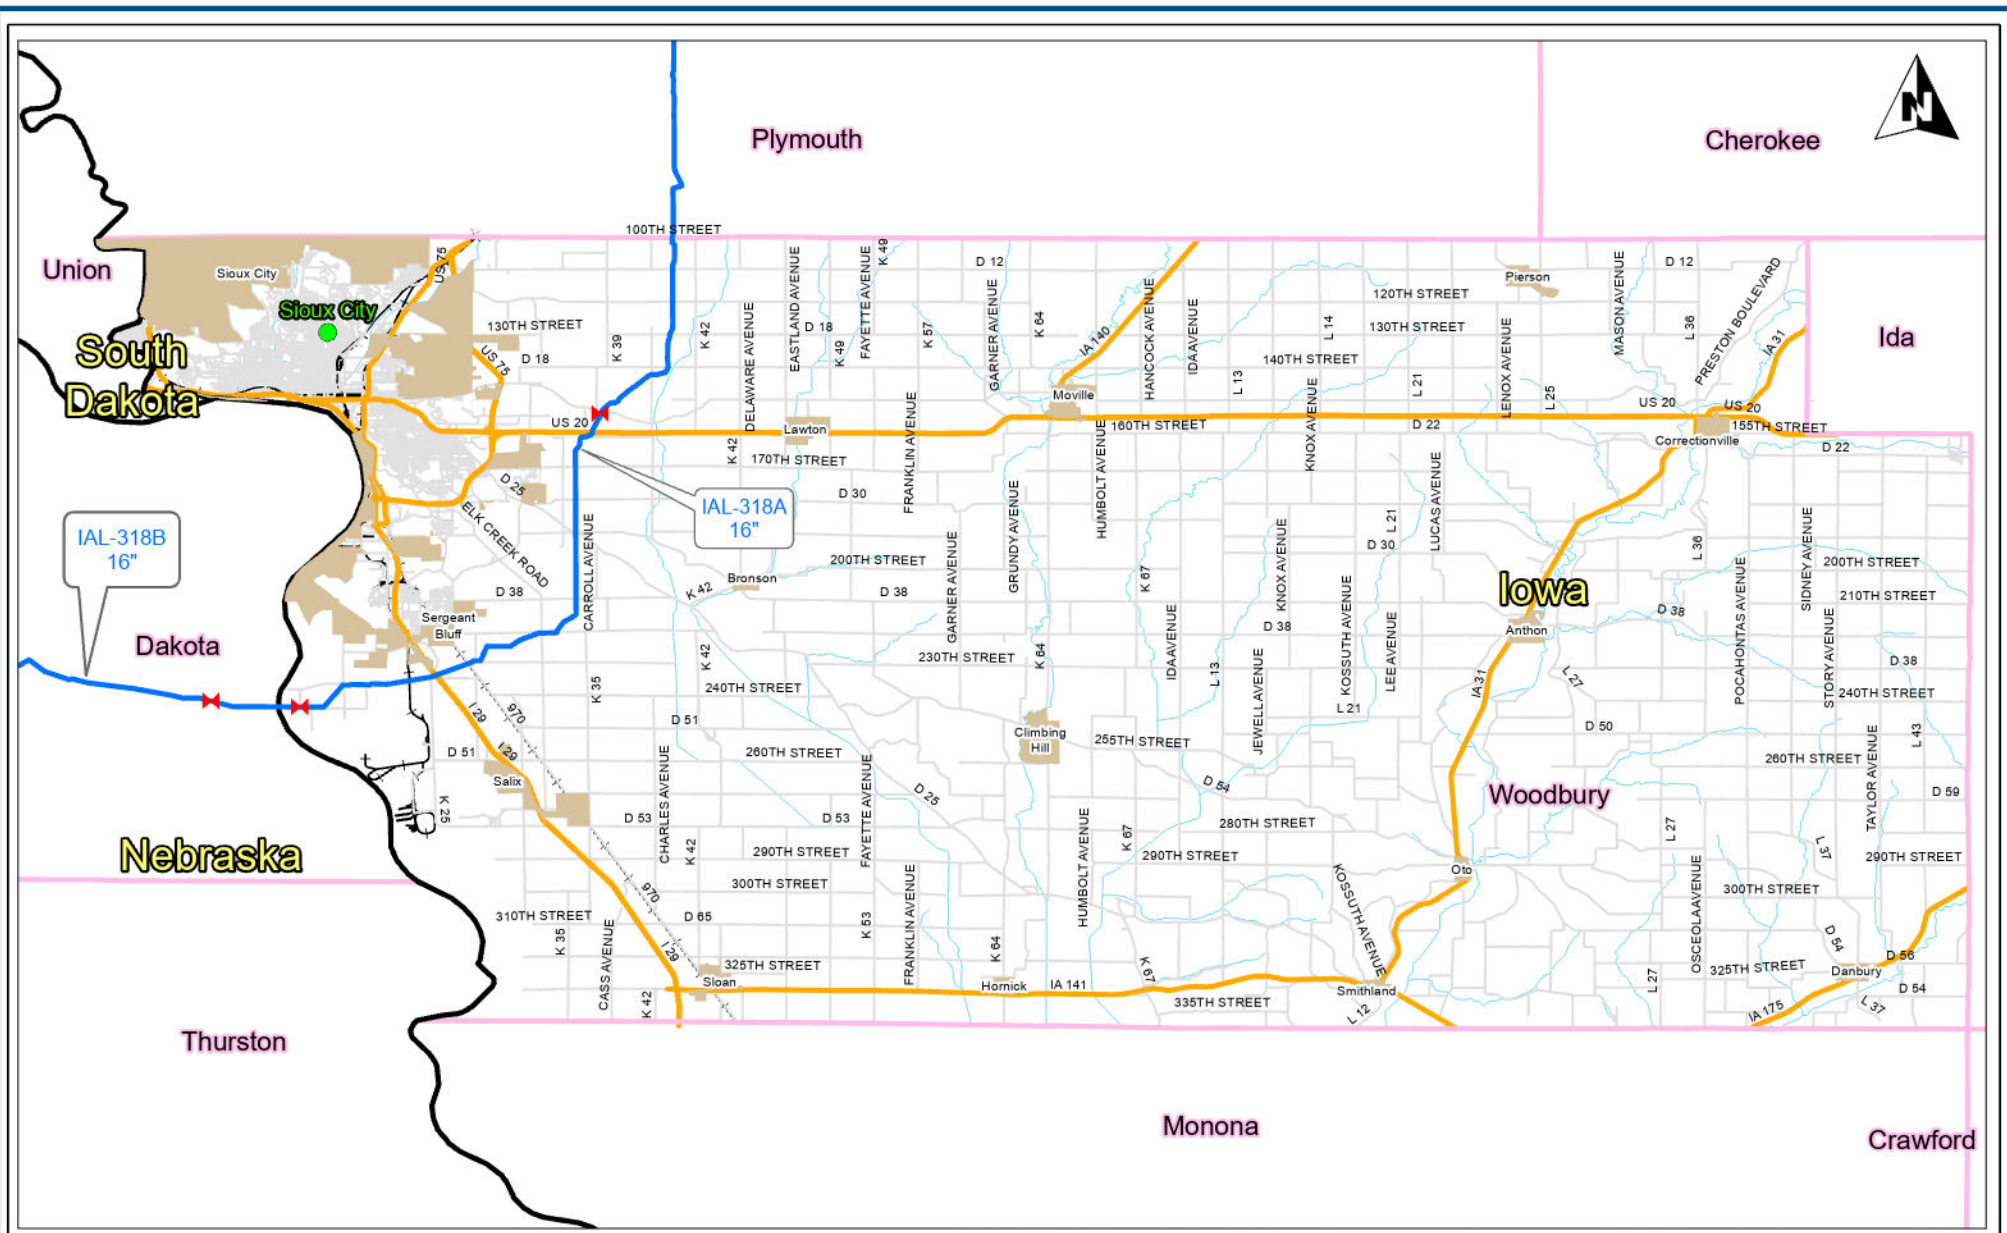 Plymouth
Cherokee
N
100TH STREET
Union
Sioux City
US 75
Sioux City
South
Dakota
130TH STREET
D 18
US 75
K 39
K 42
DELAWARE AVENUE
EASTLAND AVENUE
D 18
K 49
FAYETTE AVENUE
K 49
K 57
D 12
GARNER AVENUE
K 64
IA 140
HANCOCK AVENUE
IDA AVENUE
120TH STREET
130TH STREET
L 14
140TH STREET
L 13
L 21
LENOX AVENUE
L 25
Pierson
MASON AVENUE
D 12
L 36
PRESTON BOULEVARD
IA 31
Ida
US 20
Lawton
Moville
160TH STREET
D 22
US 20
US 20
155TH STREET
Correctionville
D 22
K 42
170TH STREET
FRANKLIN AVENUE
HUMBOLT AVENUE
KNOX AVENUE
D 25
D 30
IAL-318A
16"
IAL-318B
16"
ELK CREEK ROAD
CARROLL AVENUE
D 38
Bronson
K 42
200TH STREET
D 38
GARNER AVENUE
GRUNDY AVENUE
K 67
KNOX AVENUE
D 30
L 21
LUCAS AVENUE
L 36
Iowa
SIDNEY AVENUE
200TH STREET
210TH STREET
D 38
POCAHONTAS AVENUE
Sergeant
Bluff
Dakota
K 42
230TH STREET
K 64
IDA AVENUE
L 13
D 38
JEWELL AVENUE
KOSSUTH AVENUE
LEE AVENUE
Anthon
L 27
STORY AVENUE
D 38
240TH STREET
K 35
240TH STREET
IA 31
L 21
970
I 29
D 51
I 29
D 51
260TH STREET
Climbing
Hill
255TH STREET
D 50
L 43
260TH STREET
Salix
CHARLES AVENUE
FAYETTE AVENUE
D 25
D 54
Woodbury
TAYLOR AVENUE
D 59
K 25
D 53
D 53
280TH STREET
L 27
Nebraska
K 42
290TH STREET
HUMBOLT AVENUE
K 67
290TH STREET
L 37
290TH STREET
970
300TH STREET
Oto
OSCEOLA AVENUE
300TH STREET
310TH STREET
D 65
K 53
FRANKLIN AVENUE
KOSSUTH AVENUE
K 35
CASS AVENUE
I 29
325TH STREET
K 64
K 67
325TH STREET
D 54
D 56
Sloan
Hornick
IA 141
Smithland
L 27
Danbury
D 54
K 42
335TH STREET
L 12
IA 175
L 37
Thurston
Monona
Crawford